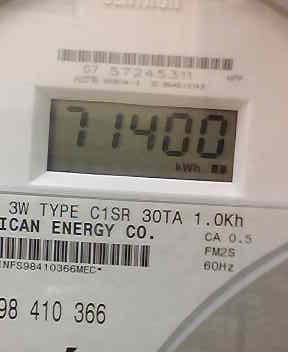 07 57245311
71400
kWh
3W TYPE C1SR 30TA 1.0Kh
ICAN ENERGY CO.
CA 0.5
FM2S
60Hz
INFS98410366MEC*
98 410 366